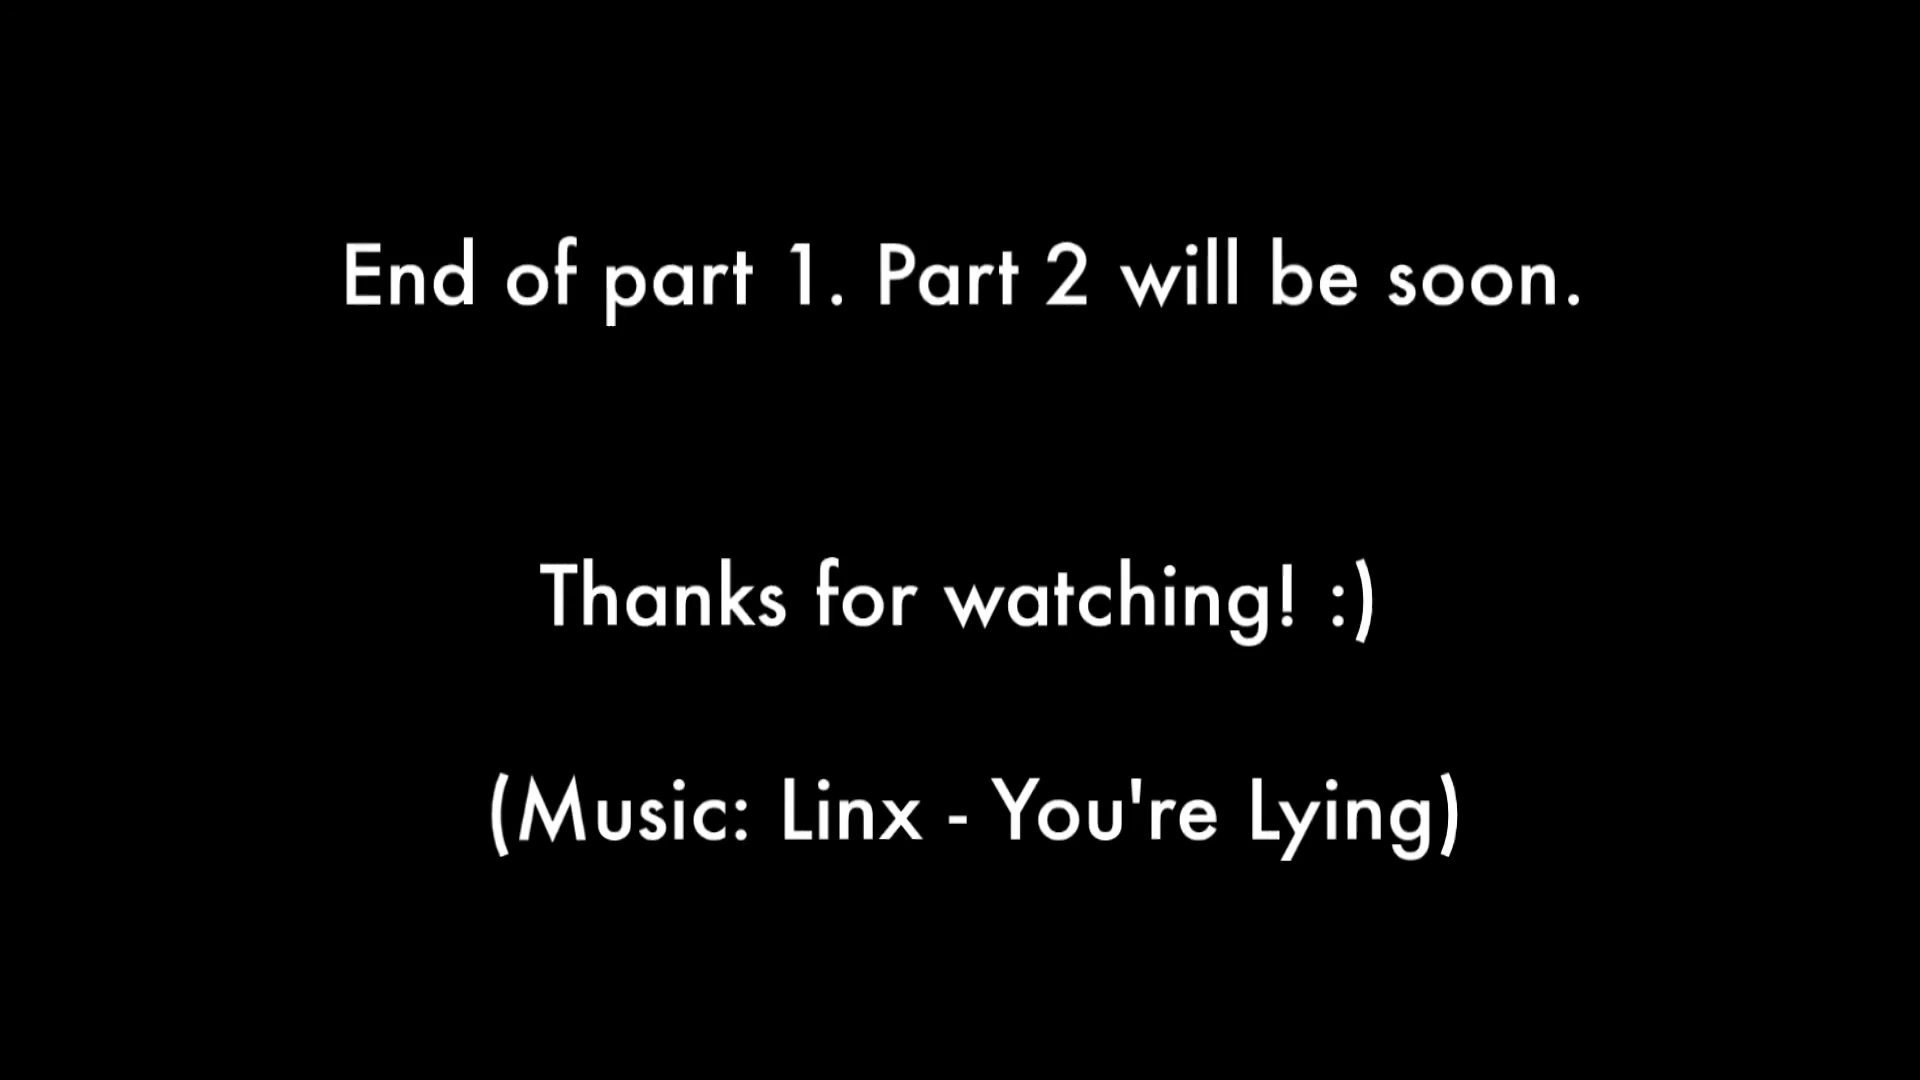 End of part 1. Part 2 will be soon.
Thanks for watching! :)
(Music: Linx - You're Lying)